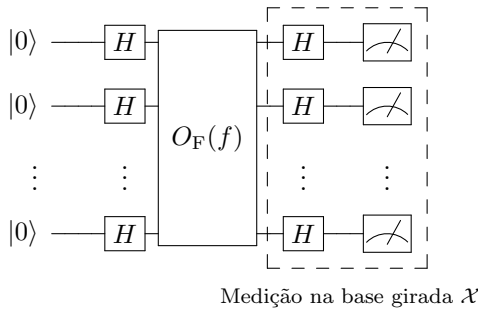 |0⟩ H H
|0⟩ H H
O_F(f)
⋮ ⋮ ⋮ ⋮
|0⟩ H H
Medição na base girada 𝒳